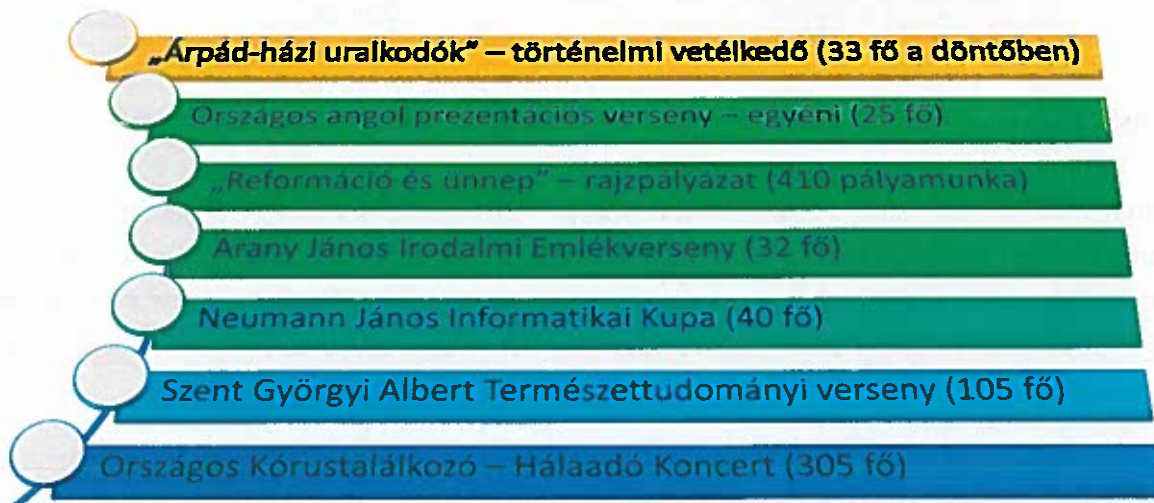 „Árpád-házi uralkodók” – történelmi vetélkedő (33 fő a döntőben)
Országos angol prezentációs verseny – egyéni (25 fő)
„Reformáció és ünnep” – rajzpályázat (410 pályamunka)
Arany János Irodalmi Emlékverseny (32 fő)
Neumann János Informatikai Kupa (40 fő)
Szent Györgyi Albert Természettudományi verseny (105 fő)
Országos Kórustalálkozó – Hálaadó Koncert (305 fő)